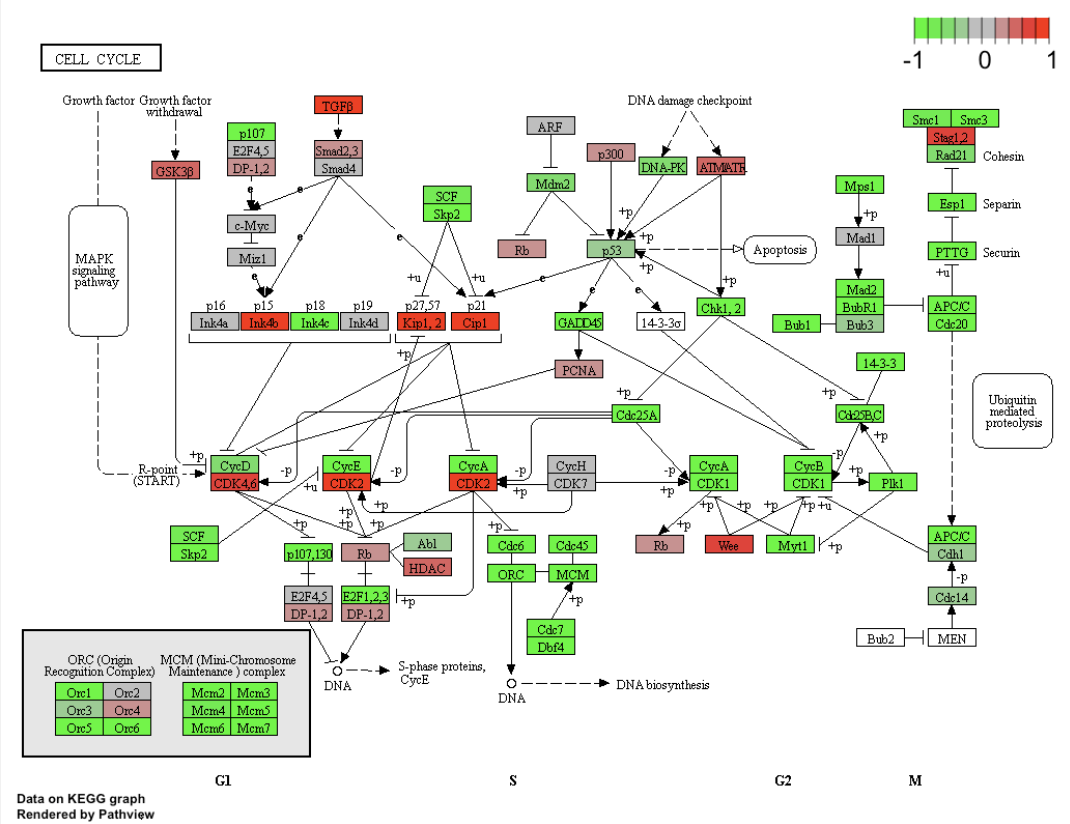 CELL CYCLE
-1 0 1
Growth factor
Growth factor
withdrawal
TGFβ
DNA damage checkpoint
GSK3β
p107
E2F4,5
DP-1,2
Smad2,3
Smad4
e
e
c-Myc
Miz1
e
e
e
ARF
Mdm2
Rb
p300
DNA-PK
ATM/ATR
+p
+p
p53
+p
+p
Apoptosis
SCF
Skp2
+u
+u
e
e
Smc1
Smc3
Stag1,2
Rad21
Cohesin
Mps1
+p
Mad1
Esp1
Separin
PTTG
Securin
+u
Mad2
BubR1
Bub3
Bub1
APC/C
Cdc20
MAPK
signaling
pathway
p16
Ink4a
p15
Ink4b
p18
Ink4c
p19
Ink4d
p27,57
Kip1, 2
p21
Cip1
+p
GADD45
14-3-3σ
Chk1, 2
PCNA
14-3-3
+p
+p
Cdc25A
Cdc25B,C
+p
Ubiquitin
mediated
proteolysis
R-point
(START)
+p
CycD
CDK4,6
-p
+u
CycE
CDK2
-p
CycA
CDK2
-p
+p
CycH
CDK7
-p
+p
CycA
CDK1
CycB
CDK1
-p
+p
Plk1
+p
+p
+p
+p
+p
+p
+p
+p
+p
+u
SCF
Skp2
p107,130
Rb
Abl
HDAC
Cdc6
Cdc45
ORC
MCM
+p
Rb
Wee
Myt1
+p
APC/C
Cdh1
-p
Cdc14
Bub2
MEN
E2F4,5
DP-1,2
E2F1,2,3
DP-1,2
+p
Cdc7
Dbf4
DNA
S-phase proteins,
CycE
DNA
DNA biosynthesis
ORC (Origin
Recognition Complex)
MCM (Mini-Chromosome
Maintenance ) complex
Orc1 Orc2
Orc3 Orc4
Orc5 Orc6
Mcm2 Mcm3
Mcm4 Mcm5
Mcm6 Mcm7
G1 S G2 M
Data on KEGG graph
Rendered by Pathview